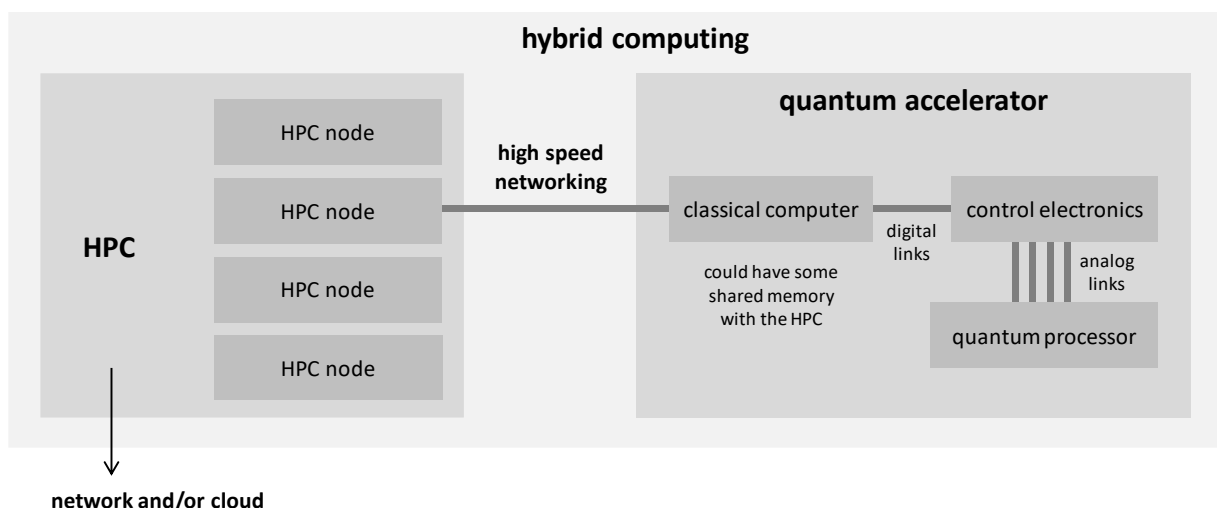 hybrid computing
HPC
HPC node
HPC node
HPC node
HPC node
network and/or cloud
high speed
networking
quantum accelerator
classical computer
could have some
shared memory
with the HPC
digital
links
control electronics
analog
links
quantum processor